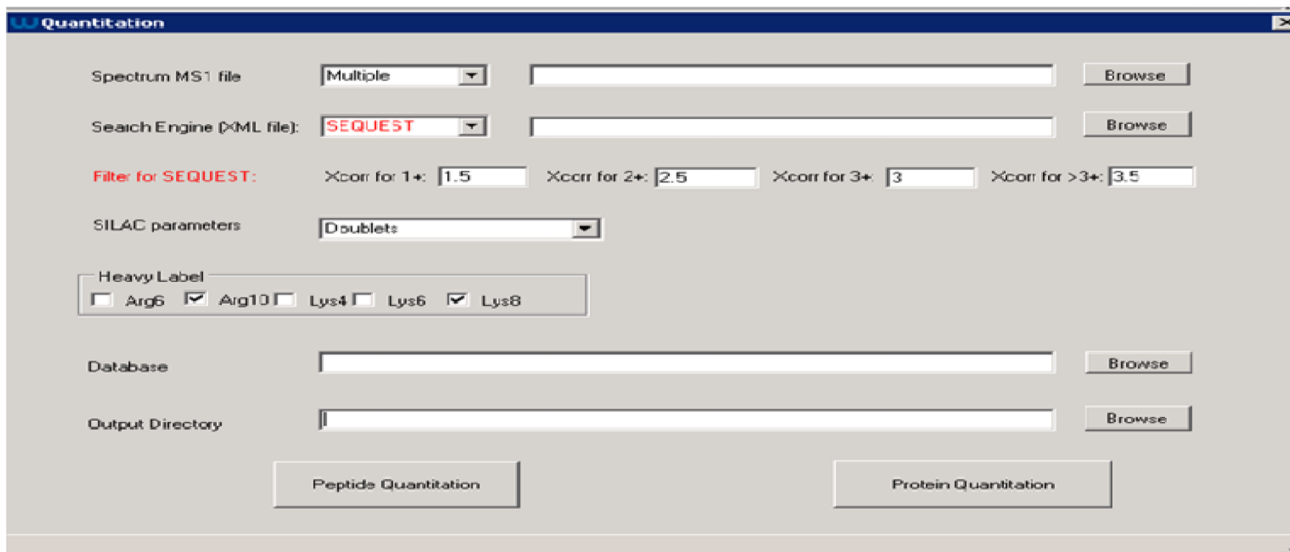 Quantitation
Spectrum MS1 file Multiple Browse
Search Engine (XML file): SEQUEST Browse
Filter for SEQUEST: Xcorr for 1+: 1.5 Xcorr for 2+: 2.5 Xcorr for 3+: 3 Xcorr for >3+: 3.5
SILAC parameters Doublets
Heavy Label
Arg6 Arg10 Lys4 Lys6 Lys8
Database Browse
Output Directory Browse
Peptide Quantitation Protein Quantitation